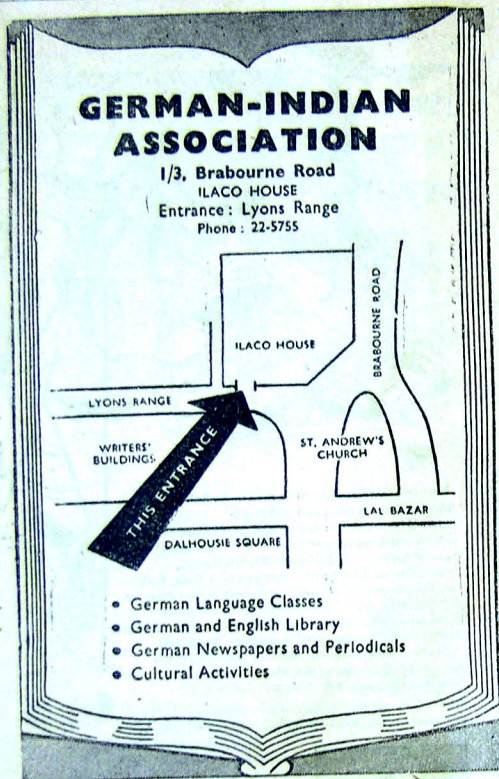 GERMAN-INDIAN
ASSOCIATION
1/3, Brabourne Road
ILACO HOUSE
Entrance : Lyons Range
Phone : 22-5755
BRABOURNE ROAD
ILACO HOUSE
LYONS RANGE
WRITERS'
BUILDINGS
ST. ANDREW'S
CHURCH
THIS ENTRANCE
LAL BAZAR
DALHOUSIE SQUARE
• German Language Classes
• German and English Library
• German Newspapers and Periodicals
• Cultural Activities